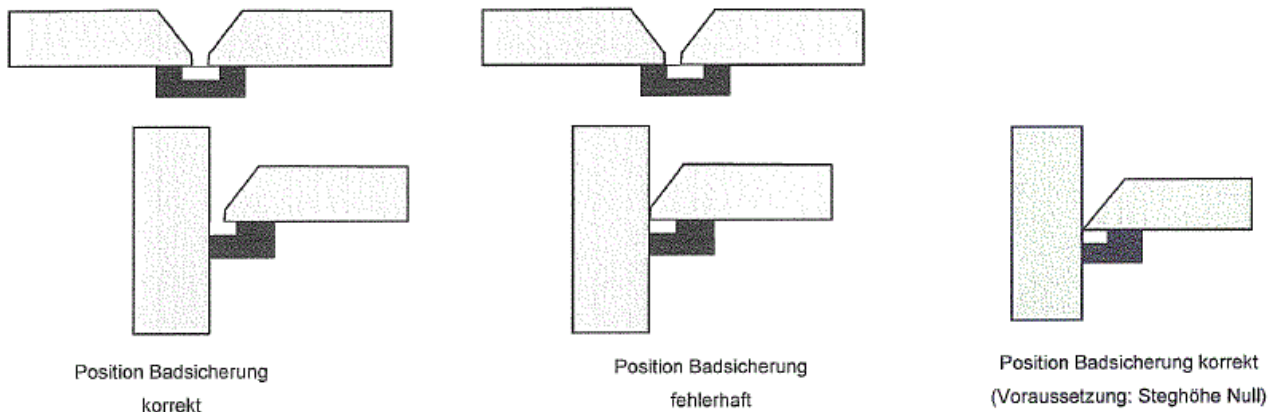 Position Badsicherung
korrekt
Position Badsicherung
fehlerhaft
Position Badsicherung korrekt
(Voraussetzung: Steghöhe Null)